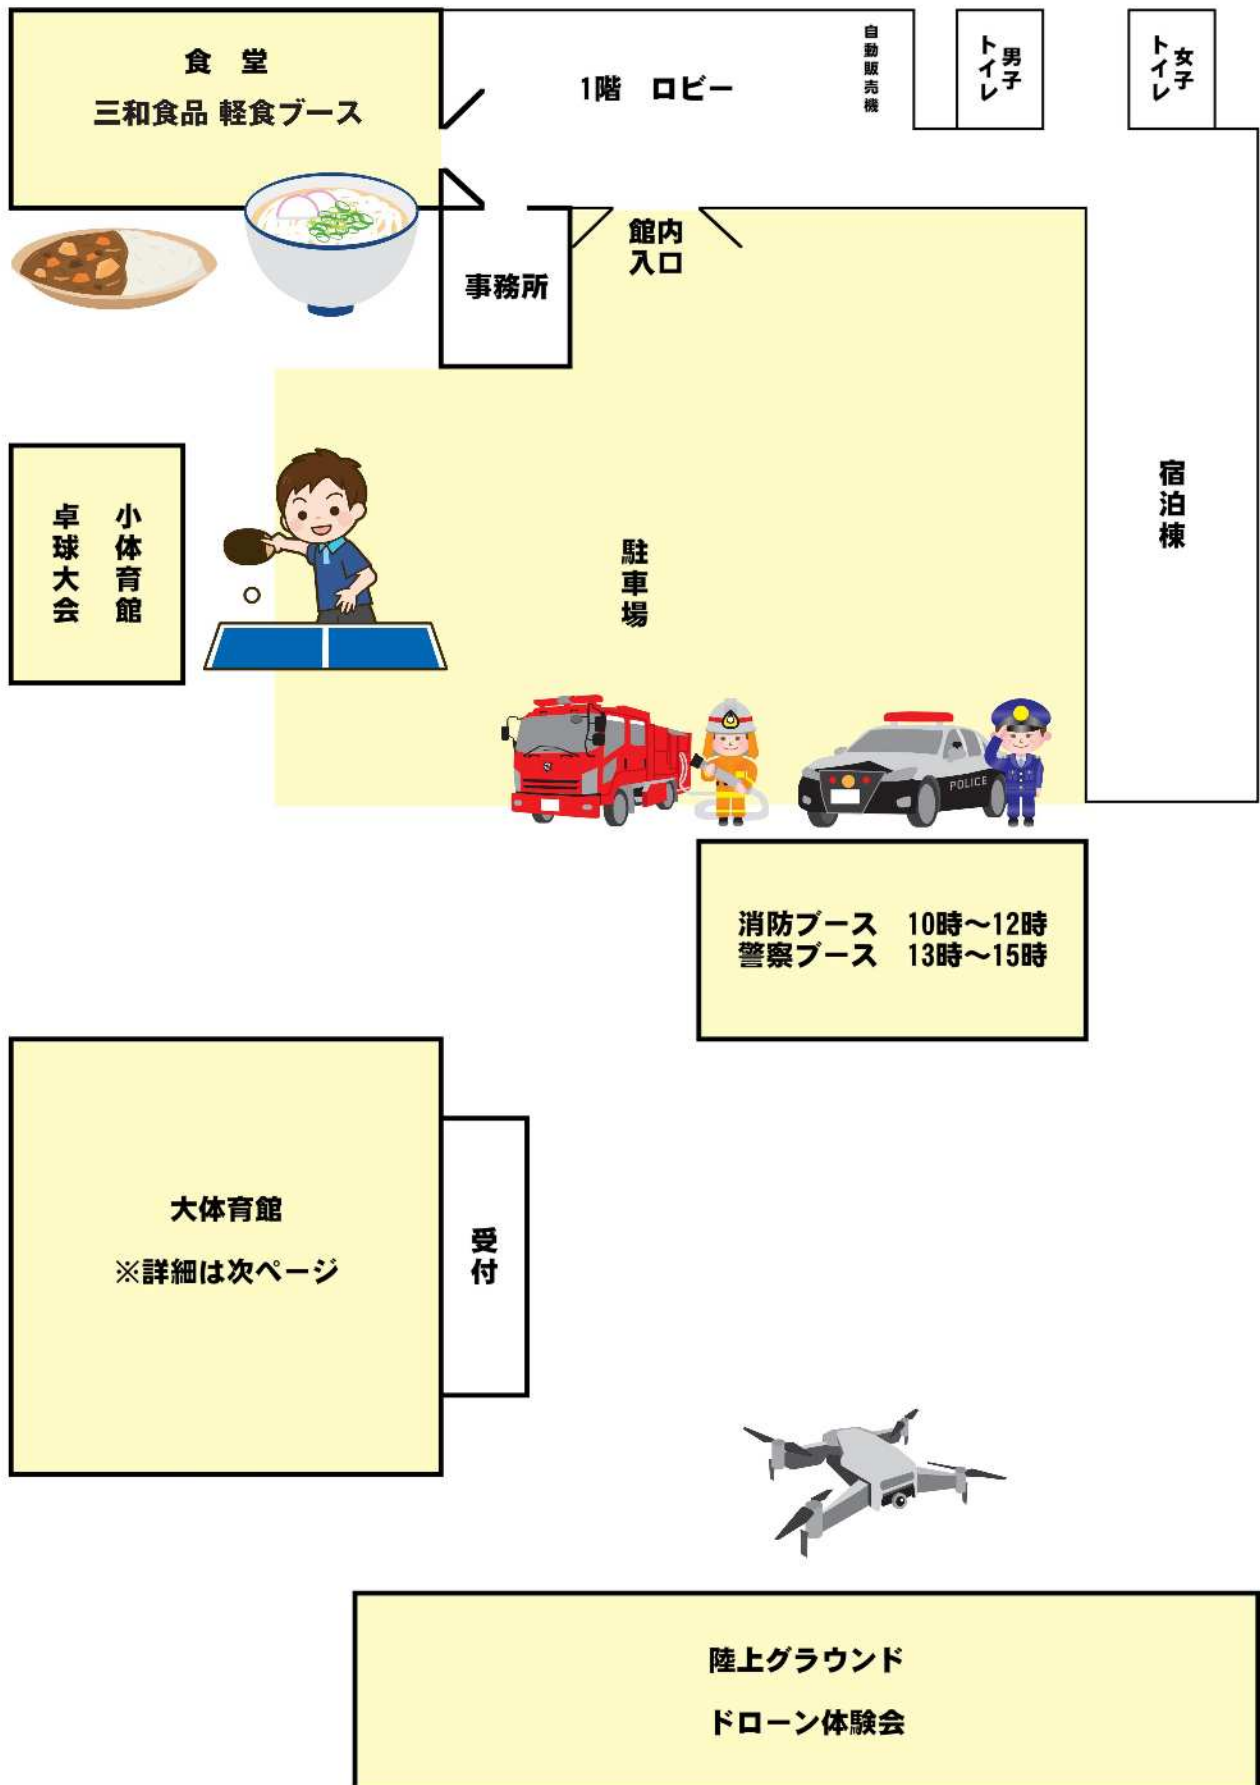 食 堂
三和食品 軽食ブース
1階 ロビー
自動販売機
男子
トイレ
女子
トイレ
館内
入口
事務所
小体育館
卓球大会
駐車場
宿泊棟
POLICE
消防ブース 10時～12時
警察ブース 13時～15時
大体育館
※詳細は次ページ
受付
陸上グラウンド
ドローン体験会